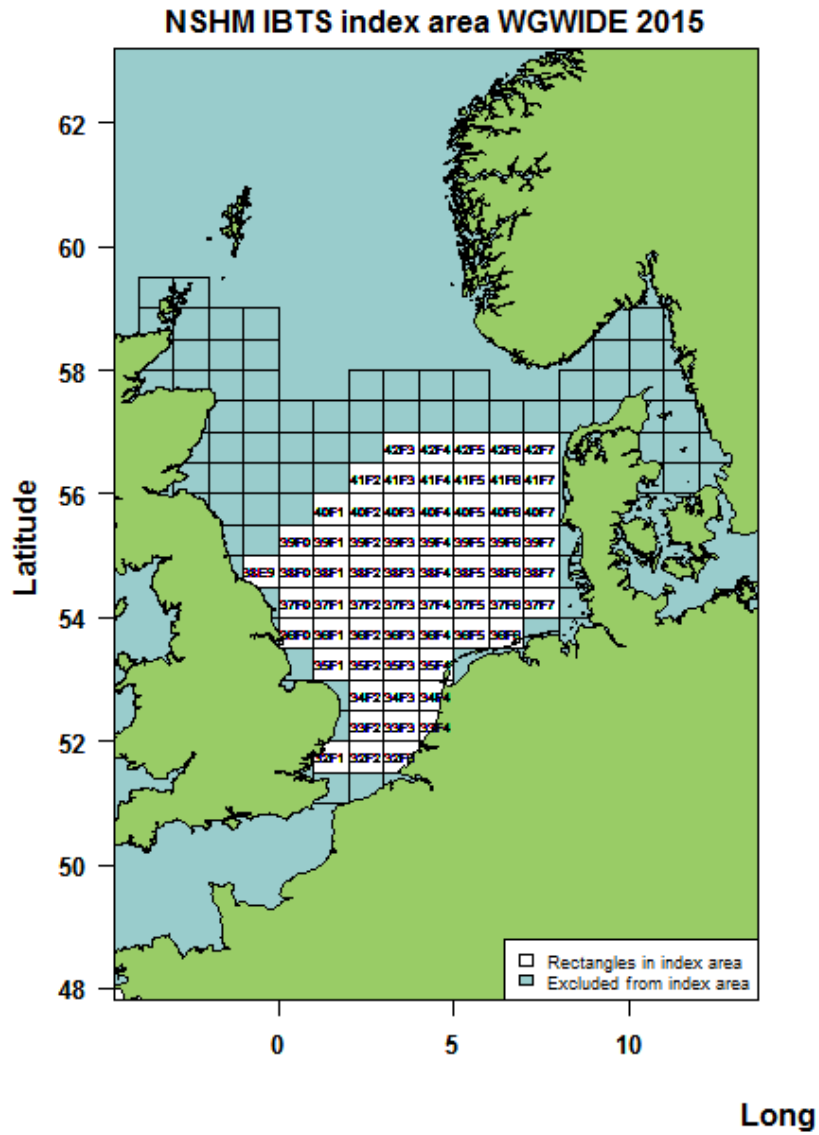 NSHM IBTS index area WGWIDE 2015
62
60
58
56
54
52
50
48
Latitude
42F3 42F4 42F5 42F6 42F7
41F2 41F3 41F4 41F5 41F6 41F7
40F1 40F2 40F3 40F4 40F5 40F6 40F7
39F0 39F1 39F2 39F3 39F4 39F5 39F6 39F7
38E9 38F0 38F1 38F2 38F3 38F4 38F5 38F6 38F7
37F0 37F1 37F2 37F3 37F4 37F5 37F6 37F7
36F0 36F1 36F2 36F3 36F4 36F5 36F6
35F1 35F2 35F3 35F4
34F2 34F3 34F4
33F2 33F3 33F4
32F1 32F2 32F3
Rectangles in index area
Excluded from index area
0 5 10
Long